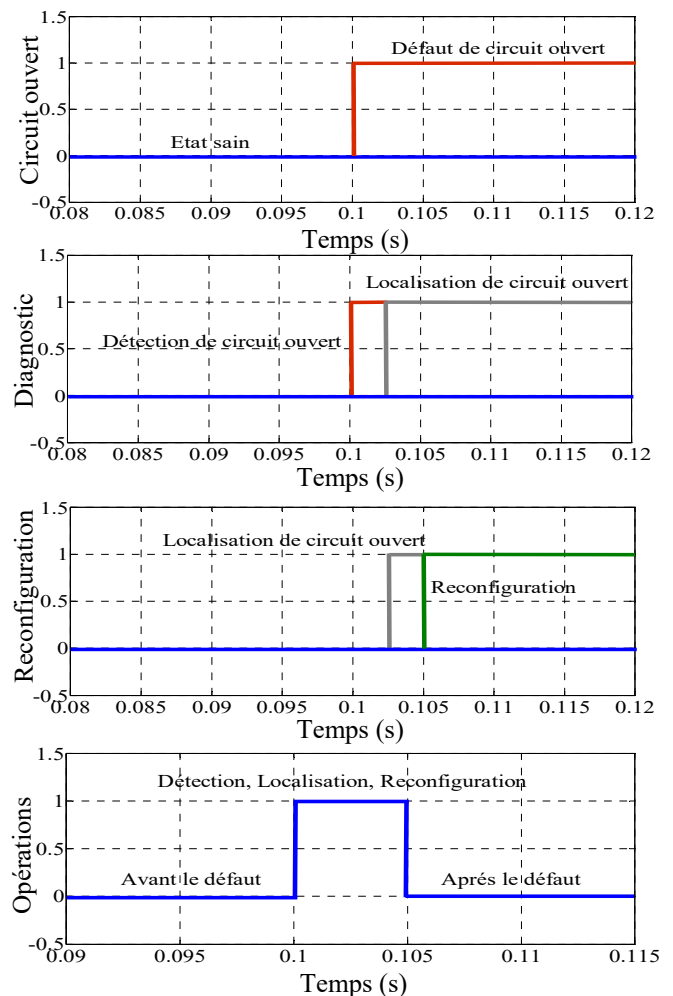 Circuit ouvert
1.5
1
0.5
0
-0.5
Défaut de circuit ouvert
Etat sain
0.08 0.085 0.09 0.095 0.1 0.105 0.11 0.115 0.12
Temps (s)
Diagnostic
1.5
1
0.5
0
-0.5
Localisation de circuit ouvert
Détection de circuit ouvert
0.08 0.085 0.09 0.095 0.1 0.105 0.11 0.115 0.12
Temps (s)
Reconfiguration
1.5
1
0.5
0
-0.5
Localisation de circuit ouvert
Reconfiguration
0.08 0.085 0.09 0.095 0.1 0.105 0.11 0.115 0.12
Temps (s)
Opérations
1.5
1
0.5
0
-0.5
Détection, Localisation, Reconfiguration
Avant le défaut Aprés le défaut
0.09 0.095 0.1 0.105 0.11 0.115
Temps (s)